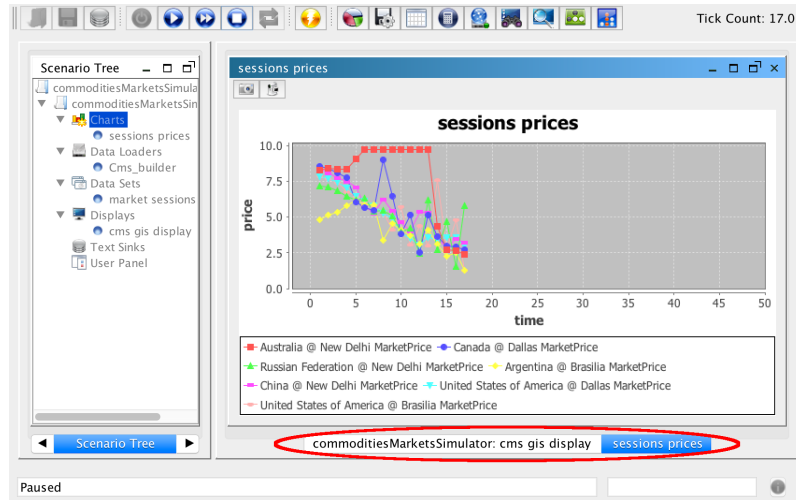 Tick Count: 17.0
Scenario Tree
commoditiesMarketsSimula
commoditiesMarketsSin
Charts
sessions prices
Data Loaders
Cms_builder
Data Sets
market sessions
Displays
cms gis display
Text Sinks
User Panel
Scenario Tree
sessions prices
sessions prices
price
10.0
7.5
5.0
2.5
0.0
0 5 10 15 20 25 30 35 40 45 50
time
Australia @ New Delhi MarketPrice Canada @ Dallas MarketPrice
Russian Federation @ New Delhi MarketPrice Argentina @ Brasilia MarketPrice
China @ New Delhi MarketPrice United States of America @ Dallas MarketPrice
United States of America @ Brasilia MarketPrice
commoditiesMarketsSimulator: cms gis display sessions prices
Paused